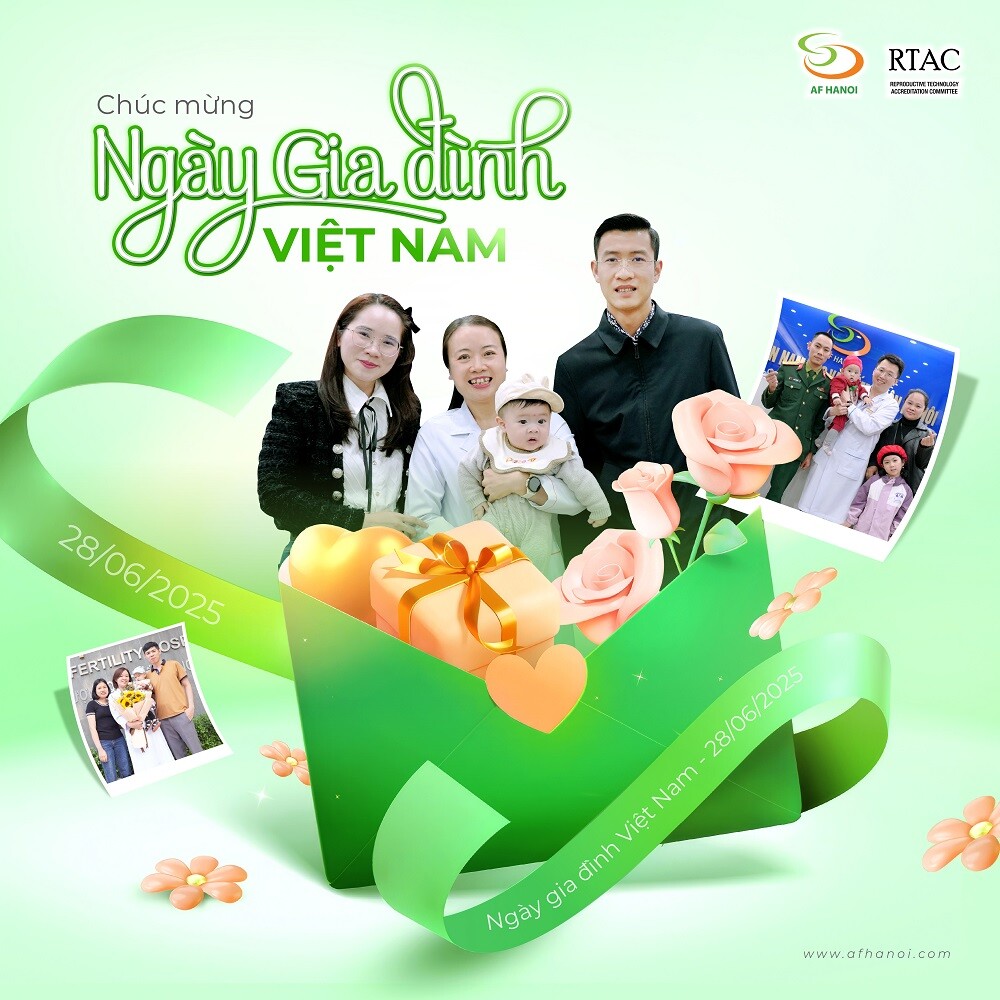 AF HANOI
RTAC
REPRODUCTIVE TECHNOLOGY
ACCREDITATION COMMITTEE
Chúc mừng
Ngày Gia đình
VIỆT NAM
28/06/2025
FERTILITY
Ngày gia đình Việt Nam - 28/06/2025
www.afhanoi.com